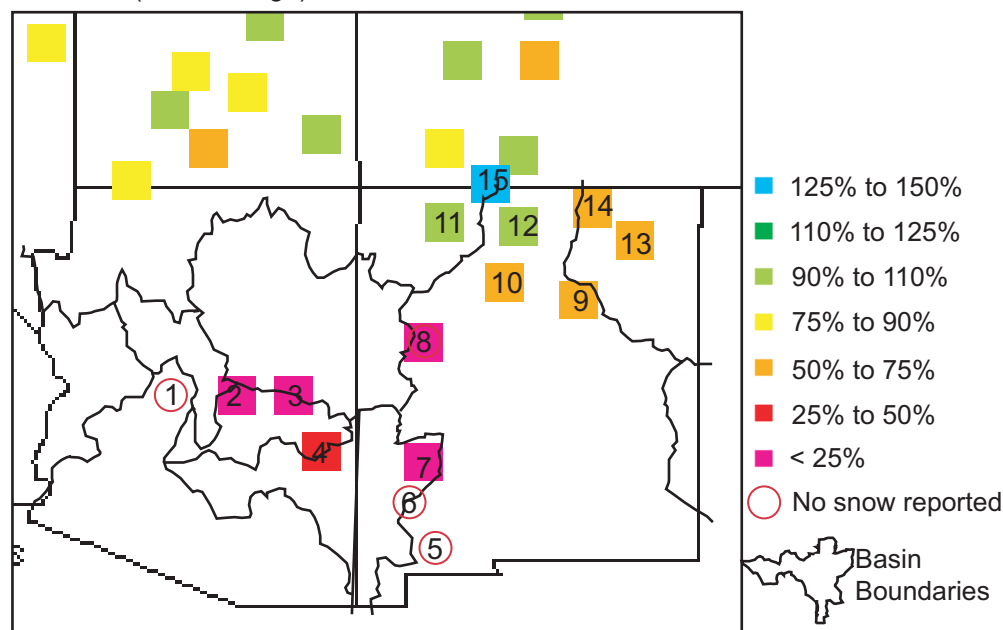 15
14
11
12
13
10
9
8
1
2
3
4
7
6
5
125% to 150%
110% to 125%
90% to 110%
75% to 90%
50% to 75%
25% to 50%
< 25%
No snow reported
Basin
Boundaries